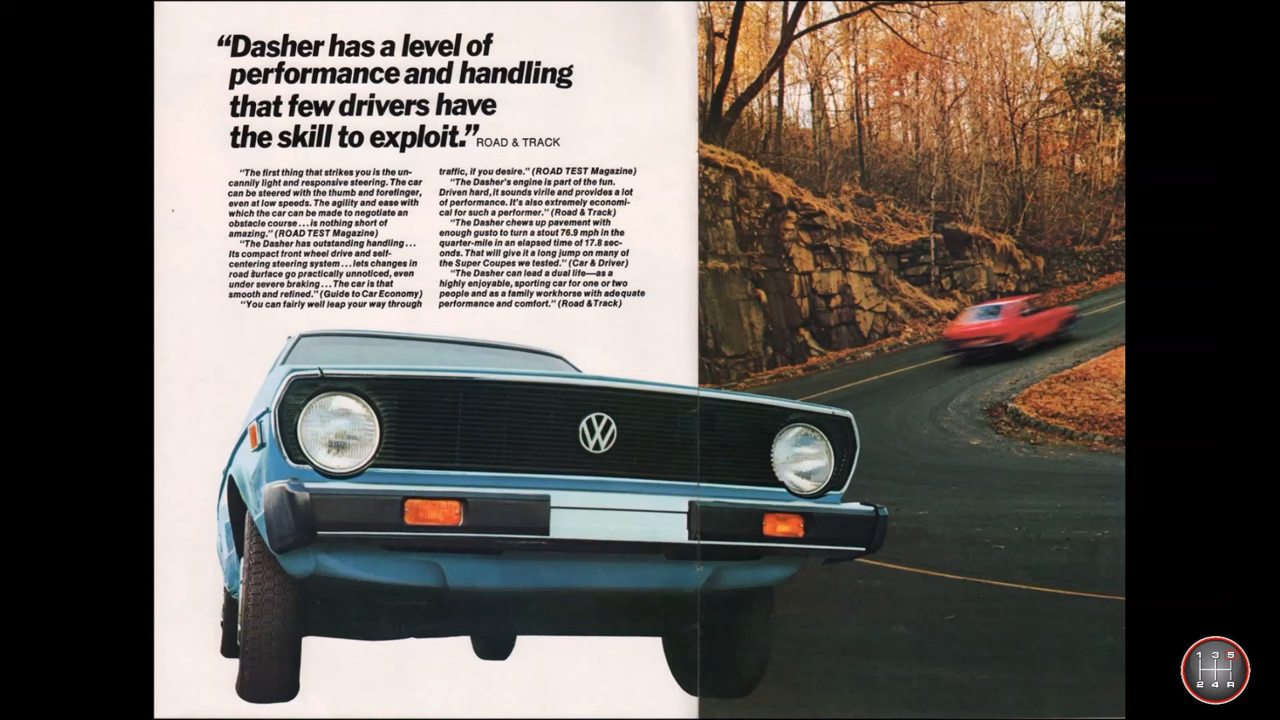 “Dasher has a level of
performance and handling
that few drivers have
the skill to exploit.” ROAD & TRACK
“The first thing that strikes you is the un-
cannily light and responsive steering. The car
can be steered with the thumb and forefinger,
even at low speeds. The agility and ease with
which the car can be made to negotiate an
obstacle course...is nothing short of
amazing.” (ROAD TEST Magazine)
“The Dasher has outstanding handling...
Its compact front wheel drive and self-
centering steering system...lets changes in
road surface go practically unnoticed, even
under severe braking...The car is that
smooth and refined.” (Guide to Car Economy)
“You can fairly well leap your way through
traffic, if you desire.” (ROAD TEST Magazine)
“The Dasher's engine is part of the fun.
Driven hard, it sounds virile and provides a lot
of performance. It's also extremely economi-
cal for such a performer.” (Road & Track)
“The Dasher chews up pavement with
enough gusto to turn a stout 76.9 mph in the
quarter-mile in an elapsed time of 17.8 sec-
onds. That will give it a long jump on many of
the Super Coupes we tested.” (Car & Driver)
“The Dasher can lead a dual life—as a
highly enjoyable, sporting car for one or two
people and as a family workhorse with adequate
performance and comfort.” (Road & Track)
VW
1 3 5
2 4 R